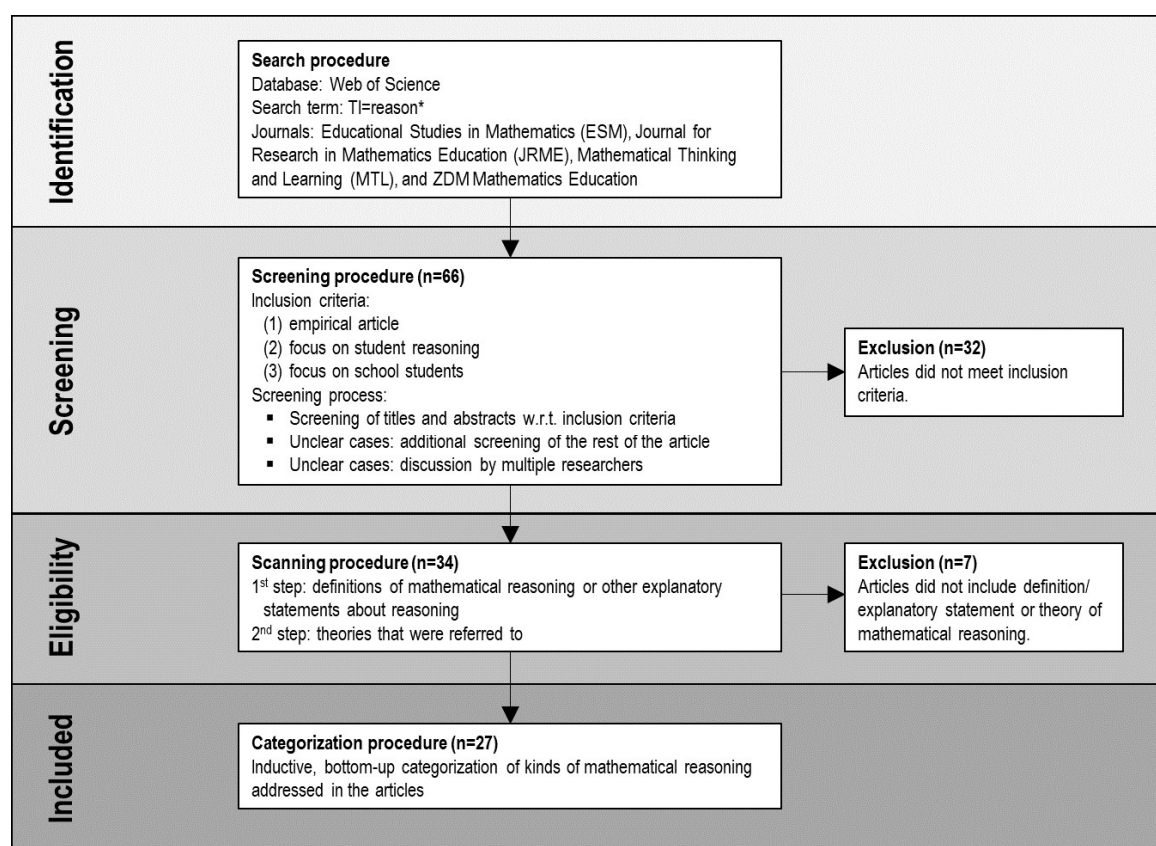 Identification
Search procedure
Database: Web of Science
Search term: TI=reason*
Journals: Educational Studies in Mathematics (ESM), Journal for
Research in Mathematics Education (JRME), Mathematical Thinking
and Learning (MTL), and ZDM Mathematics Education
Screening
Screening procedure (n=66)
Inclusion criteria:
(1) empirical article
(2) focus on student reasoning
(3) focus on school students
Screening process:
▪ Screening of titles and abstracts w.r.t. inclusion criteria
▪ Unclear cases: additional screening of the rest of the article
▪ Unclear cases: discussion by multiple researchers
Exclusion (n=32)
Articles did not meet inclusion
criteria.
Eligibility
Scanning procedure (n=34)
1st step: definitions of mathematical reasoning or other explanatory
statements about reasoning
2nd step: theories that were referred to
Exclusion (n=7)
Articles did not include definition/
explanatory statement or theory of
mathematical reasoning.
Included
Categorization procedure (n=27)
Inductive, bottom-up categorization of kinds of mathematical reasoning
addressed in the articles